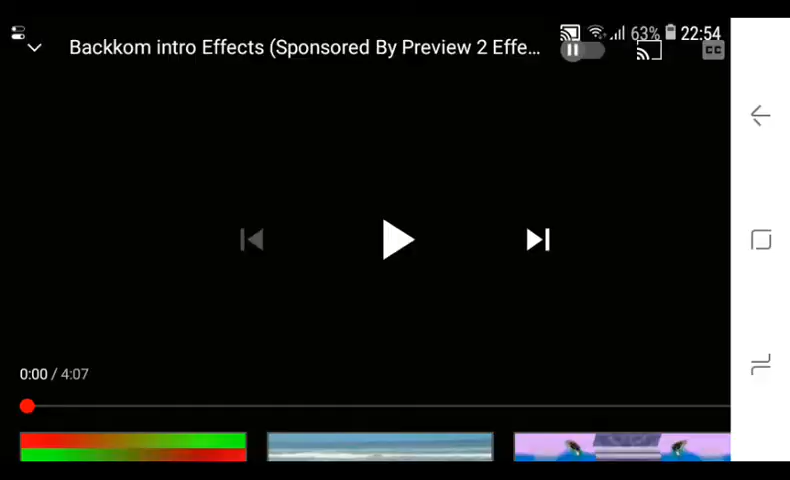 63% 22:54
Backkom intro Effects (Sponsored By Preview 2 Effe...
CC
0:00 / 4:07